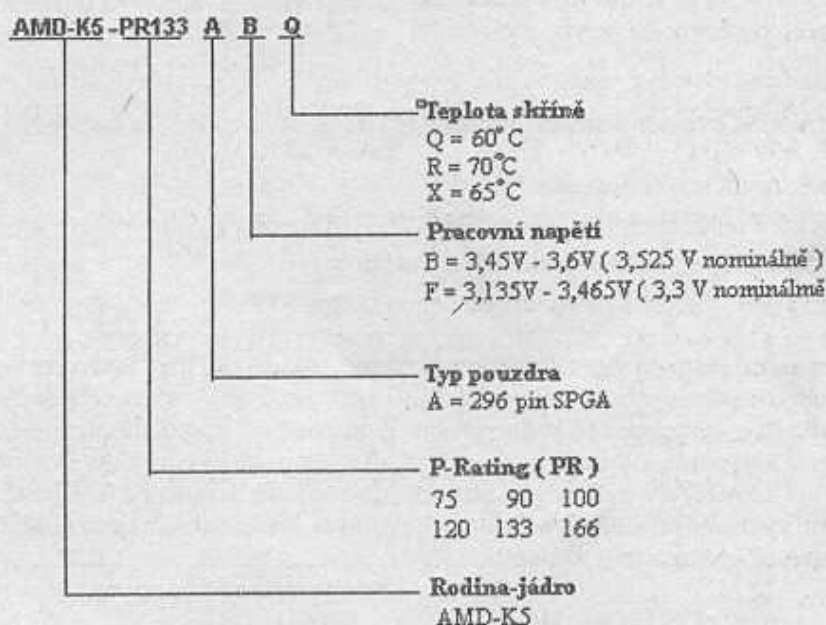 AMD-K5-PR133 A B Q
Teplota skříně
Q = 60°C
R = 70°C
X = 65°C
Pracovní napětí
B = 3,45V - 3,6V ( 3,525 V nominálně )
F = 3,135V - 3,465V ( 3,3 V nominálmě
Typ pouzdra
A = 296 pin SPGA
P-Rating ( PR )
75 90 100
120 133 166
Rodina-jádro
AMD-K5